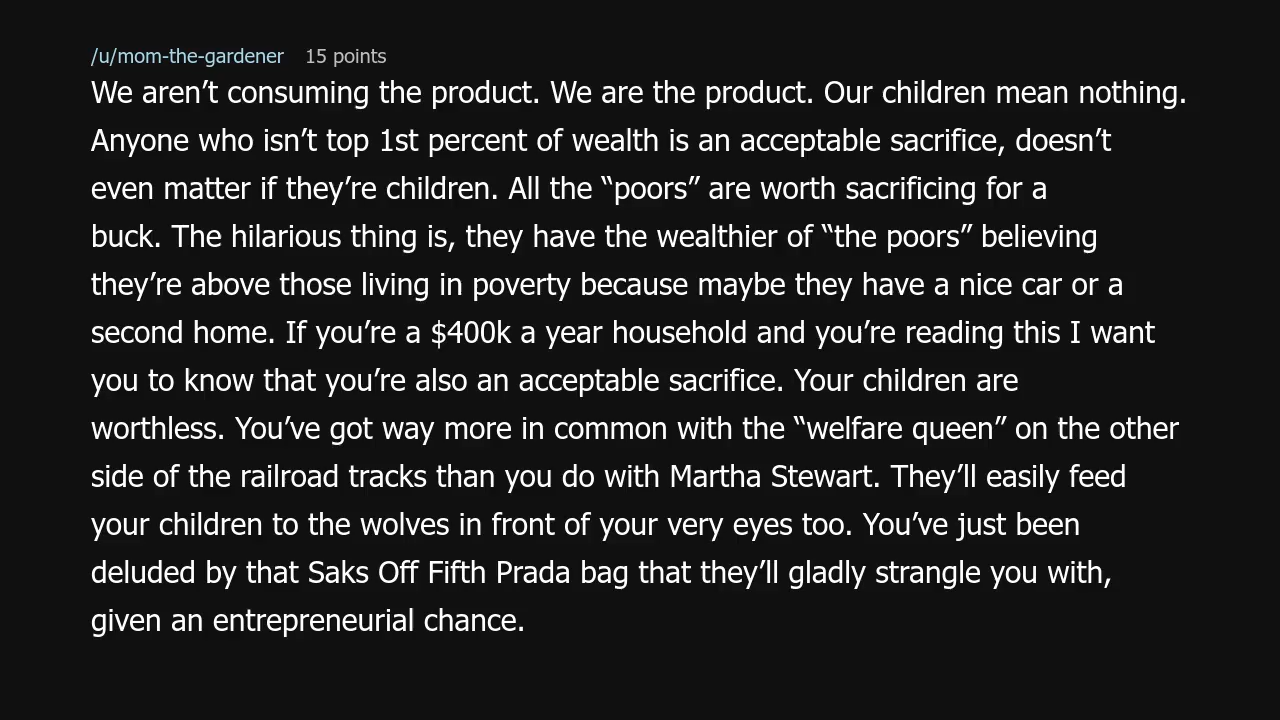 /u/mom-the-gardener 15 points
We aren’t consuming the product. We are the product. Our children mean nothing.
Anyone who isn’t top 1st percent of wealth is an acceptable sacrifice, doesn’t
even matter if they’re children. All the “poors” are worth sacrificing for a
buck. The hilarious thing is, they have the wealthier of “the poors” believing
they’re above those living in poverty because maybe they have a nice car or a
second home. If you’re a $400k a year household and you’re reading this I want
you to know that you’re also an acceptable sacrifice. Your children are
worthless. You’ve got way more in common with the “welfare queen” on the other
side of the railroad tracks than you do with Martha Stewart. They’ll easily feed
your children to the wolves in front of your very eyes too. You’ve just been
deluded by that Saks Off Fifth Prada bag that they’ll gladly strangle you with,
given an entrepreneurial chance.